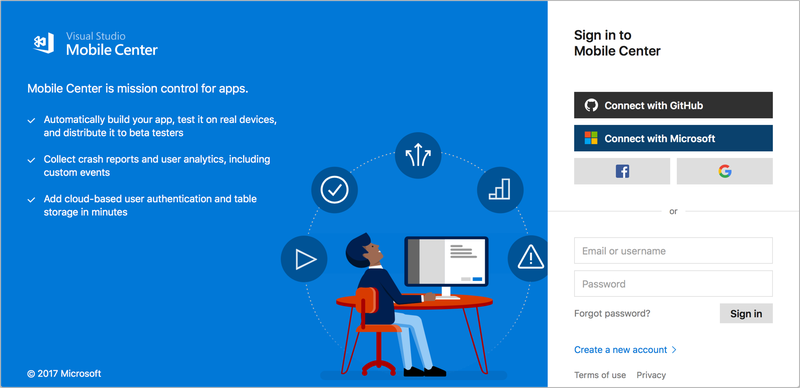 Visual Studio
Mobile Center
Mobile Center is mission control for apps.
Automatically build your app, test it on real devices,
and distribute it to beta testers
Collect crash reports and user analytics, including
custom events
Add cloud-based user authentication and table
storage in minutes
© 2017 Microsoft
Sign in to
Mobile Center
Connect with GitHub
Connect with Microsoft
or
Email or username
Password
Forgot password?
Sign in
Create a new account
Terms of use
Privacy